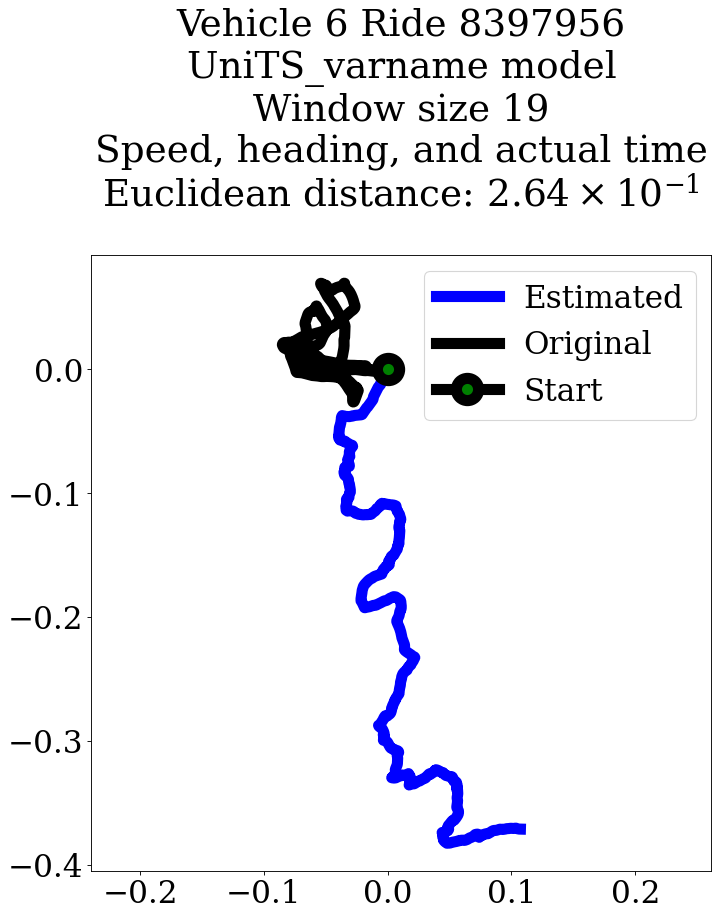 Vehicle 6 Ride 8397956
UniTS_varname model
Window size 19
Speed, heading, and actual time
Euclidean distance: 2.64 × 10⁻¹
Estimated
Original
Start
0.0
−0.1
−0.2
−0.3
−0.4
−0.2
−0.1
0.0
0.1
0.2